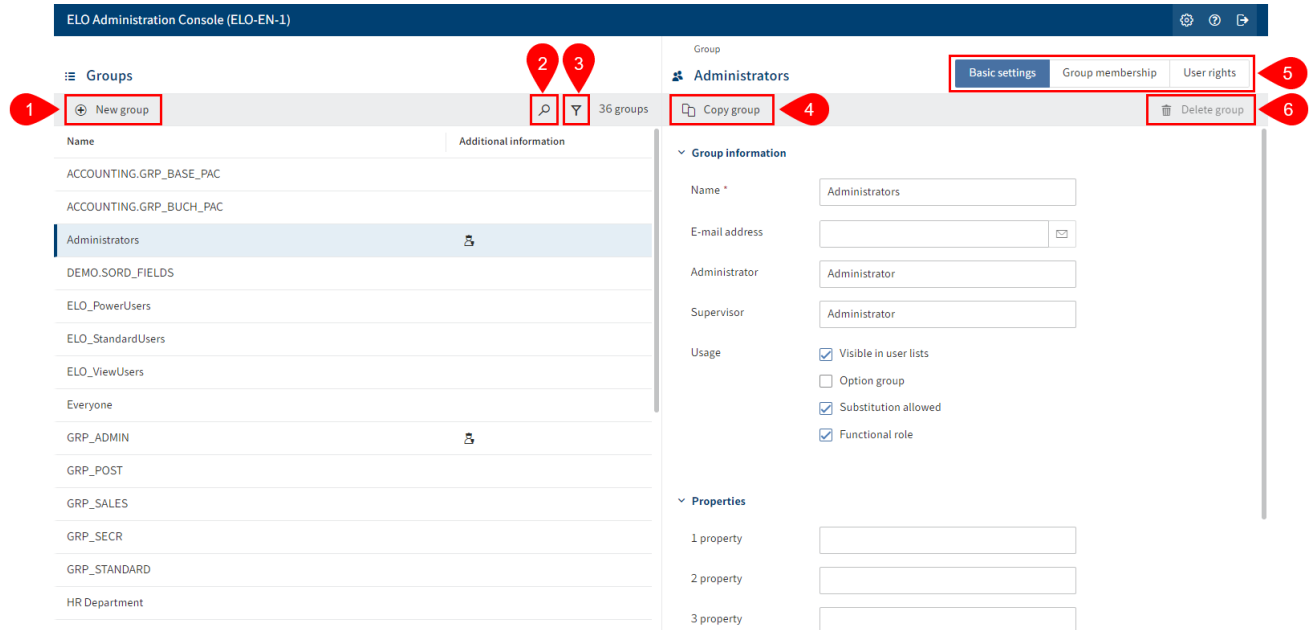 ELO Administration Console (ELO-EN-1)
Groups
2
3
1
New group
36 groups
Name
Additional information
ACCOUNTING.GRP_BASE_PAC
ACCOUNTING.GRP_BUCH_PAC
Administrators
DEMO.SORD_FIELDS
ELO_PowerUsers
ELO_StandardUsers
ELO_ViewUsers
Everyone
GRP_ADMIN
GRP_POST
GRP_SALES
GRP_SECR
GRP_STANDARD
HR Department
Group
Administrators
Basic settings
Group membership
User rights
5
Copy group
4
Delete group
6
Group information
Name *
Administrators
E-mail address
Administrator
Administrator
Supervisor
Administrator
Usage
Visible in user lists
Option group
Substitution allowed
Functional role
Properties
1 property
2 property
3 property